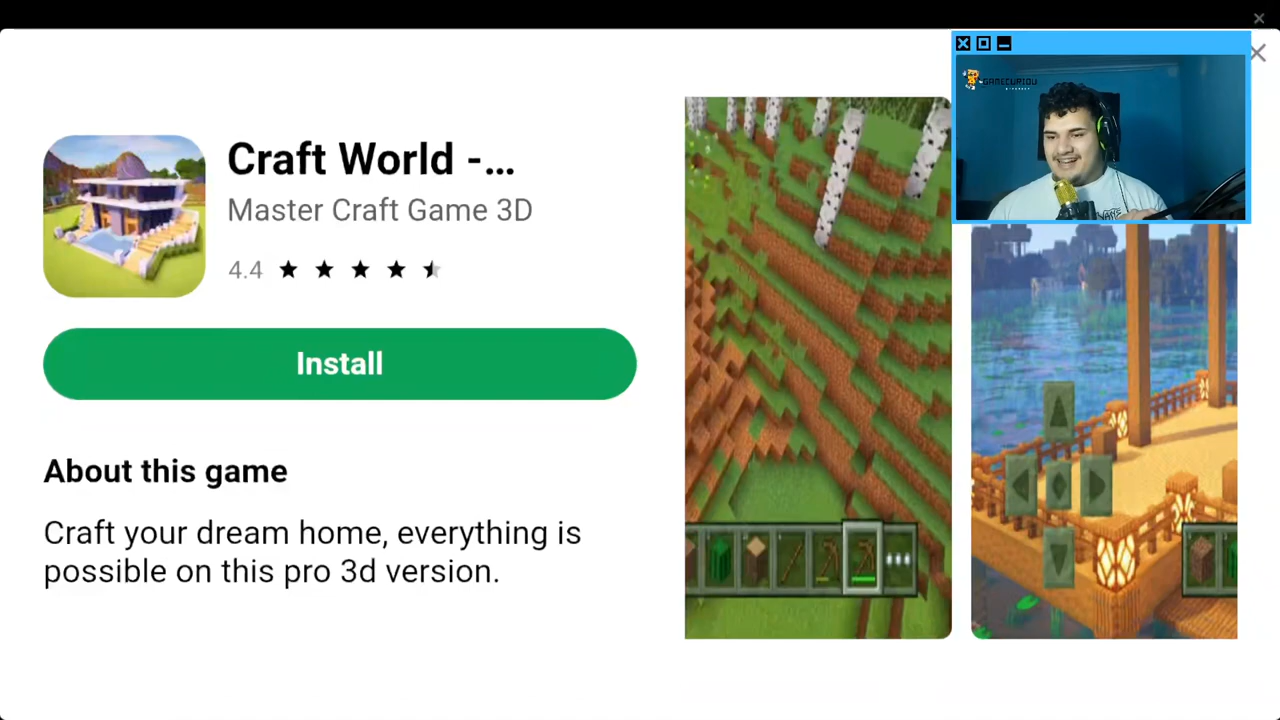 Craft World -...
Master Craft Game 3D
4.4
Install
About this game
Craft your dream home, everything is
possible on this pro 3d version.
GAMECURIOU